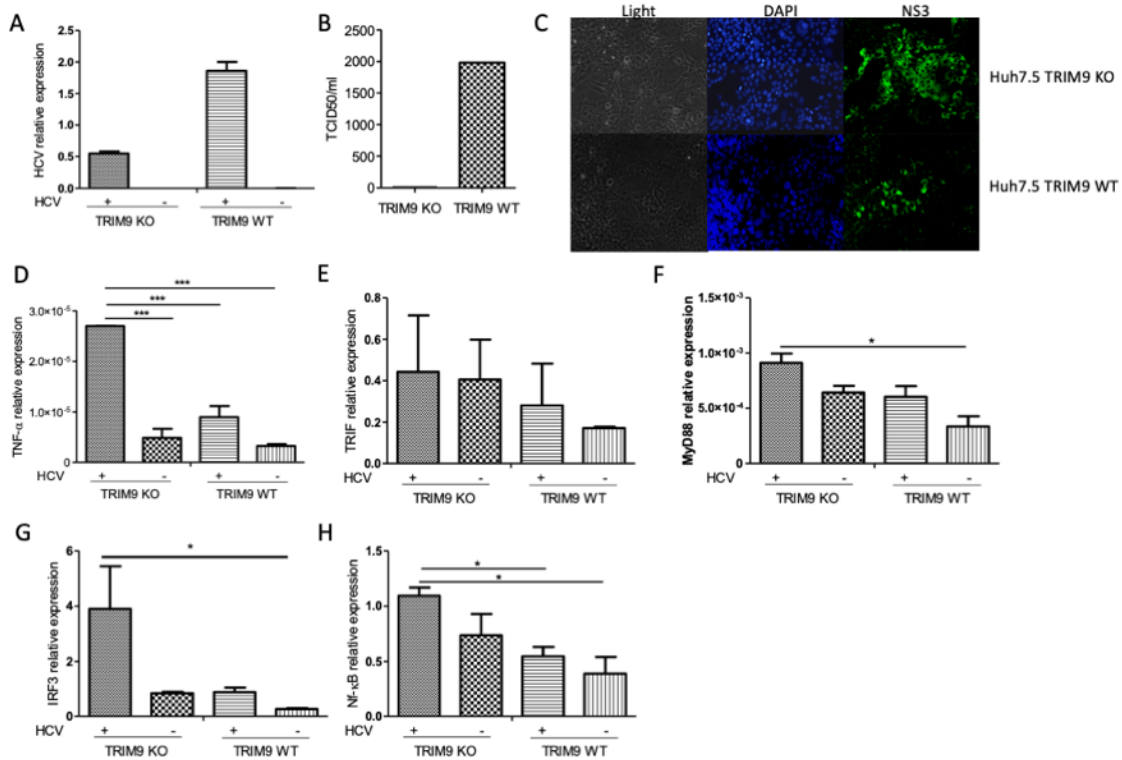 A
HCV relative expression
2.5
2.0
1.5
1.0
0.5
0.0
HCV + - + -
TRIM9 KO TRIM9 WT
B
TCID50/ml
2500
2000
1500
1000
500
0
TRIM9 KO TRIM9 WT
C
Light DAPI NS3
Huh7.5 TRIM9 KO
Huh7.5 TRIM9 WT
D
TNF-α relative expression
***
***
***
3.0×10⁻⁵
2.0×10⁻⁵
1.0×10⁻⁵
0
HCV + - + -
TRIM9 KO TRIM9 WT
E
TRIF relative expression
0.8
0.6
0.4
0.2
0.0
HCV + - + -
TRIM9 KO TRIM9 WT
F
MyD88 relative expression
1.5×10⁻³
*
1.0×10⁻³
5.0×10⁻⁴
0
HCV + - + -
TRIM9 KO TRIM9 WT
G
IRF3 relative expression
*
6
4
2
0
HCV + - + -
TRIM9 KO TRIM9 WT
H
Nf-κB relative expression
1.5
*
*
1.0
0.5
0.0
HCV + - + -
TRIM9 KO TRIM9 WT